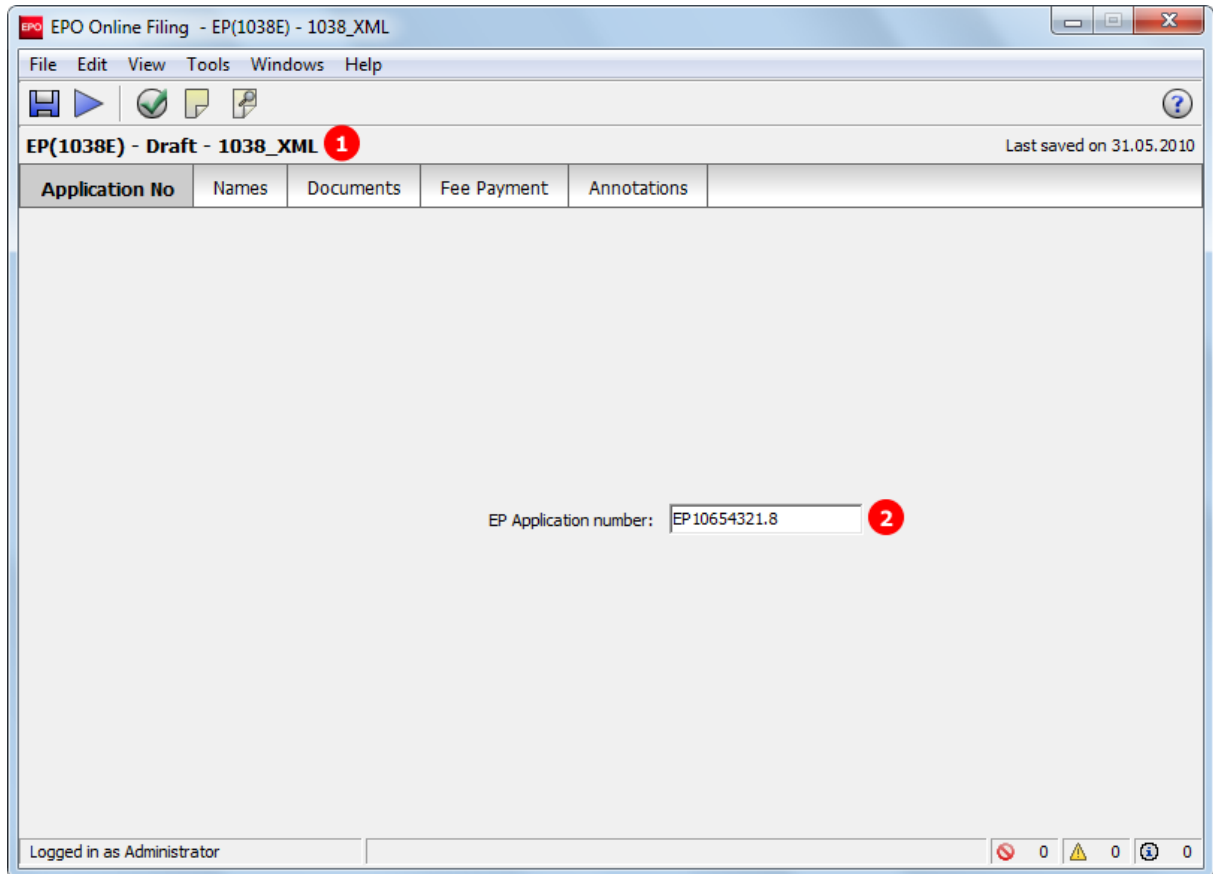 EPO EPO Online Filing - EP(1038E) - 1038_XML
File Edit View Tools Windows Help
?
EP(1038E) - Draft - 1038_XML 1 Last saved on 31.05.2010
Application No Names Documents Fee Payment Annotations
EP Application number: EP10654321.8 2
Logged in as Administrator 0 0 0